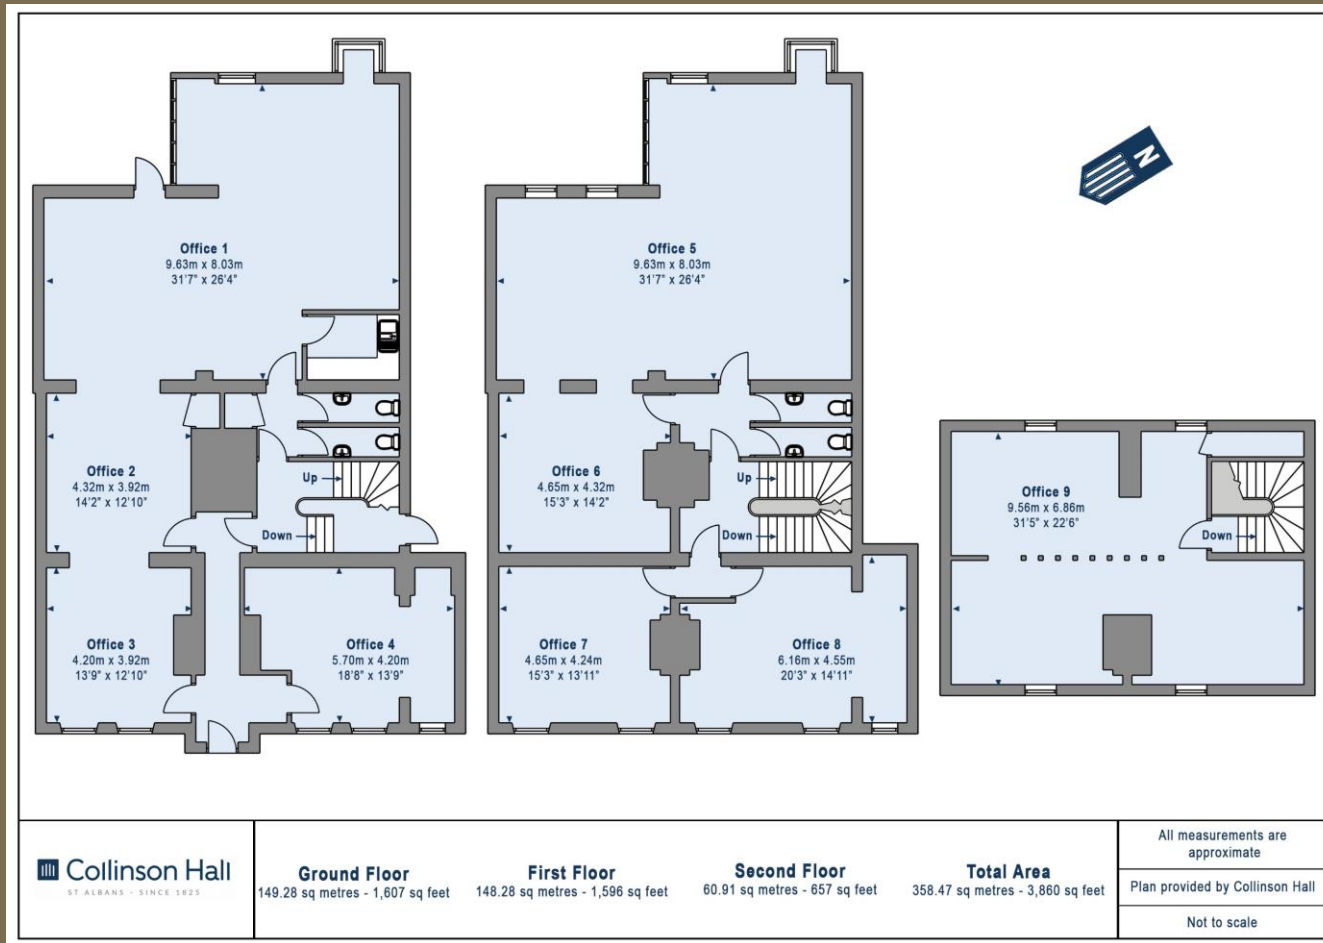 N
Office 1
9.63m x 8.03m
31'7" x 26'4"
Office 2
4.32m x 3.92m
14'2" x 12'10"
Up
Down
Office 3
4.20m x 3.92m
13'9" x 12'10"
Office 4
5.70m x 4.20m
18'8" x 13'9"
Office 5
9.63m x 8.03m
31'7" x 26'4"
Office 6
4.65m x 4.32m
15'3" x 14'2"
Up
Down
Office 7
4.65m x 4.24m
15'3" x 13'11"
Office 8
6.16m x 4.55m
20'3" x 14'11"
Office 9
9.56m x 6.86m
31'5" x 22'6"
Down
Collinson Hall
ST ALBANS - SINCE 1825
Ground Floor
149.28 sq metres - 1,607 sq feet
First Floor
148.28 sq metres - 1,596 sq feet
Second Floor
60.91 sq metres - 657 sq feet
Total Area
358.47 sq metres - 3,860 sq feet
All measurements are
approximate
Plan provided by Collinson Hall
Not to scale